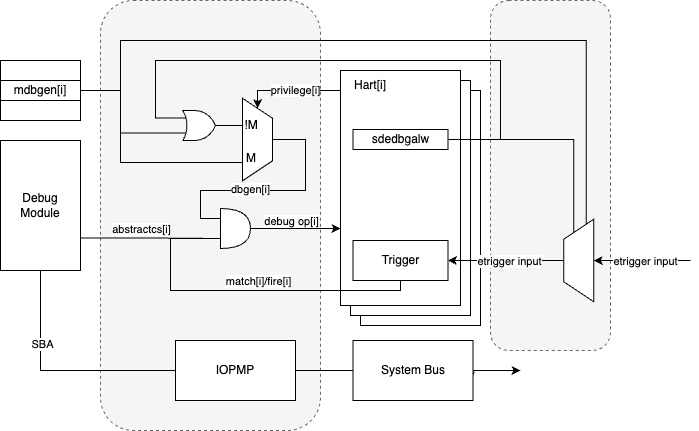 mdbgen[i]
privilege[i]
Hart[i]
!M
sdedbgalw
M
dbgen[i]
Debug
Module
abstractcs[i]
debug op[i]
Trigger
etrigger input
etrigger input
match[i]/fire[i]
SBA
IOPMP
System Bus